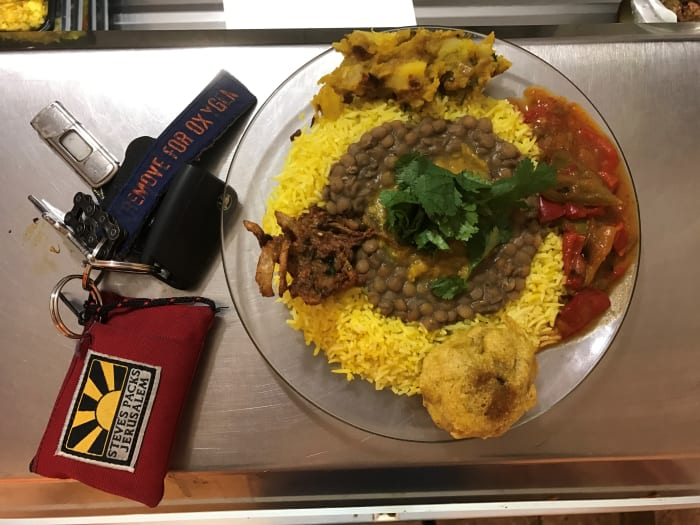 REMOVE FOR OXYGEN
STEVES PACKS
JERUSALEM